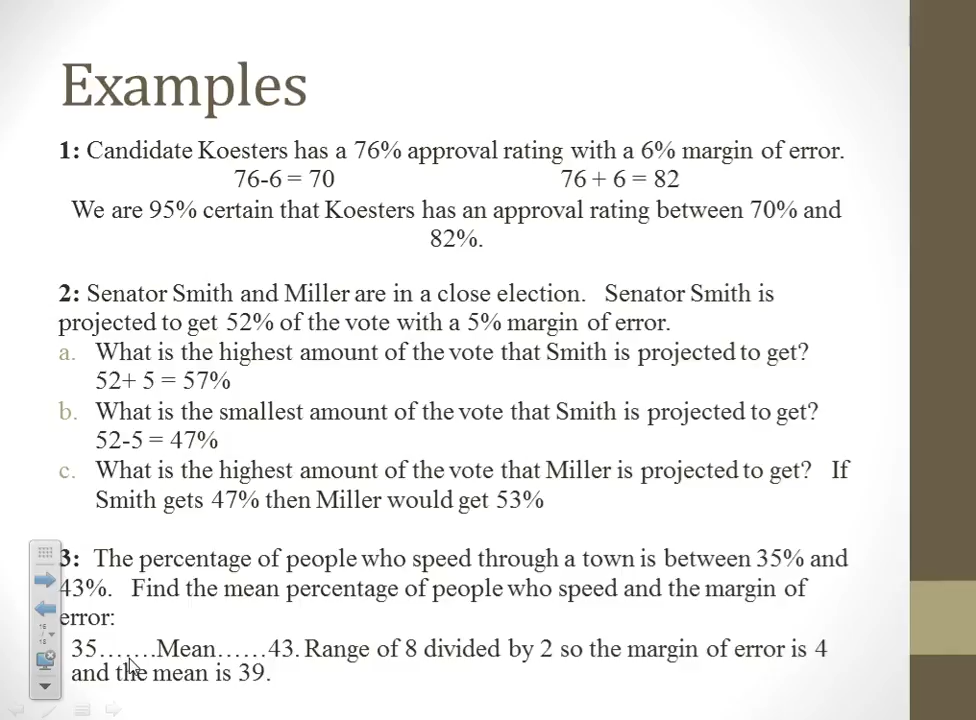 Examples
1: Candidate Koesters has a 76% approval rating with a 6% margin of error.
76-6 = 70 76 + 6 = 82
We are 95% certain that Koesters has an approval rating between 70% and
82%.
2: Senator Smith and Miller are in a close election. Senator Smith is
projected to get 52% of the vote with a 5% margin of error.
a. What is the highest amount of the vote that Smith is projected to get?
52+ 5 = 57%
b. What is the smallest amount of the vote that Smith is projected to get?
52-5 = 47%
c. What is the highest amount of the vote that Miller is projected to get? If
Smith gets 47% then Miller would get 53%
3: The percentage of people who speed through a town is between 35% and
43%. Find the mean percentage of people who speed and the margin of
error:
35.......Mean......43. Range of 8 divided by 2 so the margin of error is 4
and the mean is 39.